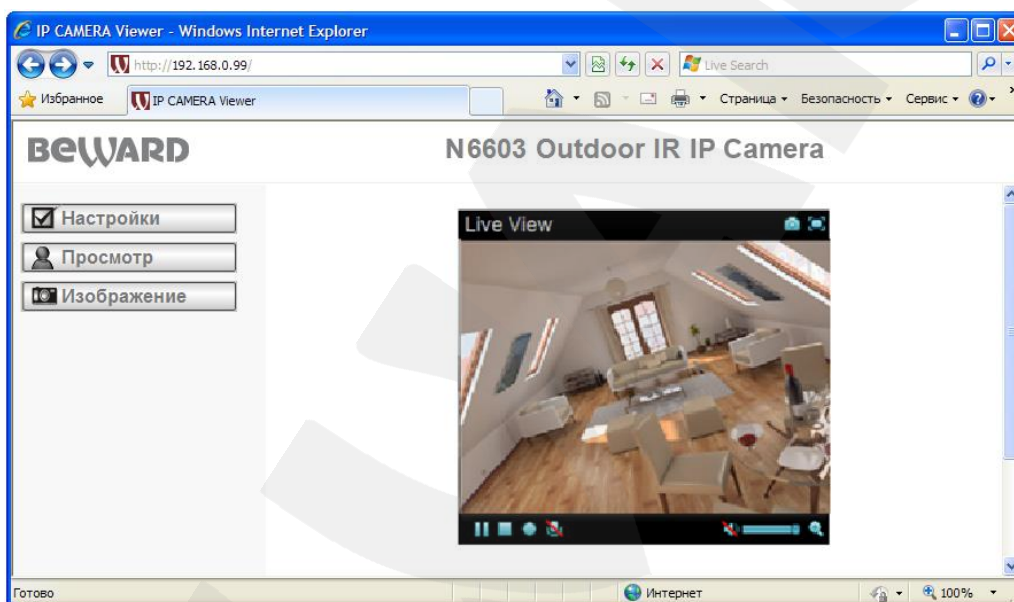 IP CAMERA Viewer - Windows Internet Explorer
http://192.168.0.99/
Live Search
Избранное
IP CAMERA Viewer
Страница
Безопасность
Сервис
BEWARD
N6603 Outdoor IR IP Camera
Настройки
Просмотр
Изображение
Live View
Готово
Интернет
100%